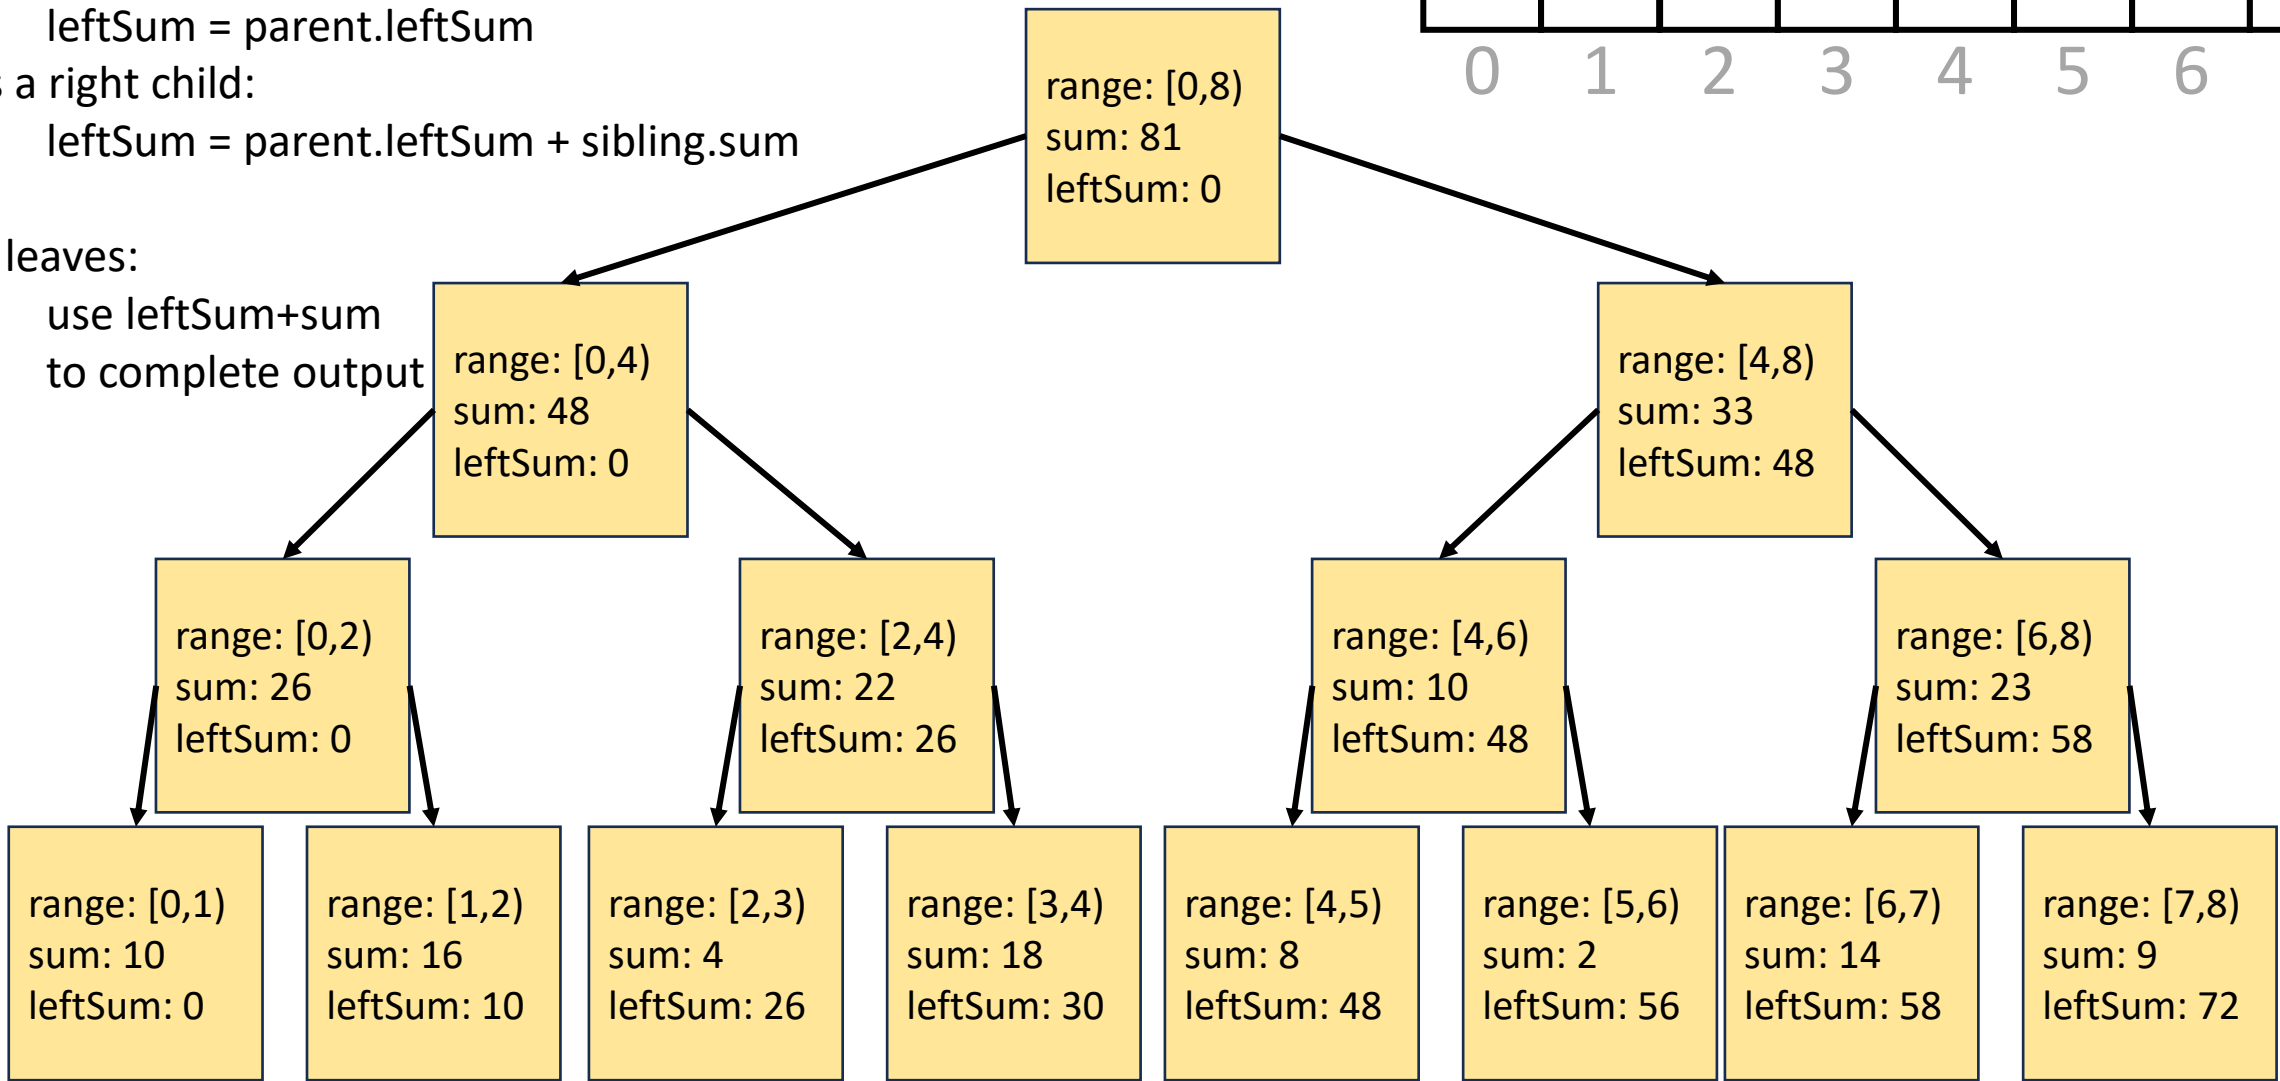 leftSum = parent.leftSum
a right child:
leftSum = parent.leftSum + sibling.sum
leaves:
use leftSum+sum
to complete output
0 1 2 3 4 5 6
range: [0,8)
sum: 81
leftSum: 0
range: [0,4)
sum: 48
leftSum: 0
range: [4,8)
sum: 33
leftSum: 48
range: [0,2)
sum: 26
leftSum: 0
range: [2,4)
sum: 22
leftSum: 26
range: [4,6)
sum: 10
leftSum: 48
range: [6,8)
sum: 23
leftSum: 58
range: [0,1)
sum: 10
leftSum: 0
range: [1,2)
sum: 16
leftSum: 10
range: [2,3)
sum: 4
leftSum: 26
range: [3,4)
sum: 18
leftSum: 30
range: [4,5)
sum: 8
leftSum: 48
range: [5,6)
sum: 2
leftSum: 56
range: [6,7)
sum: 14
leftSum: 58
range: [7,8)
sum: 9
leftSum: 72